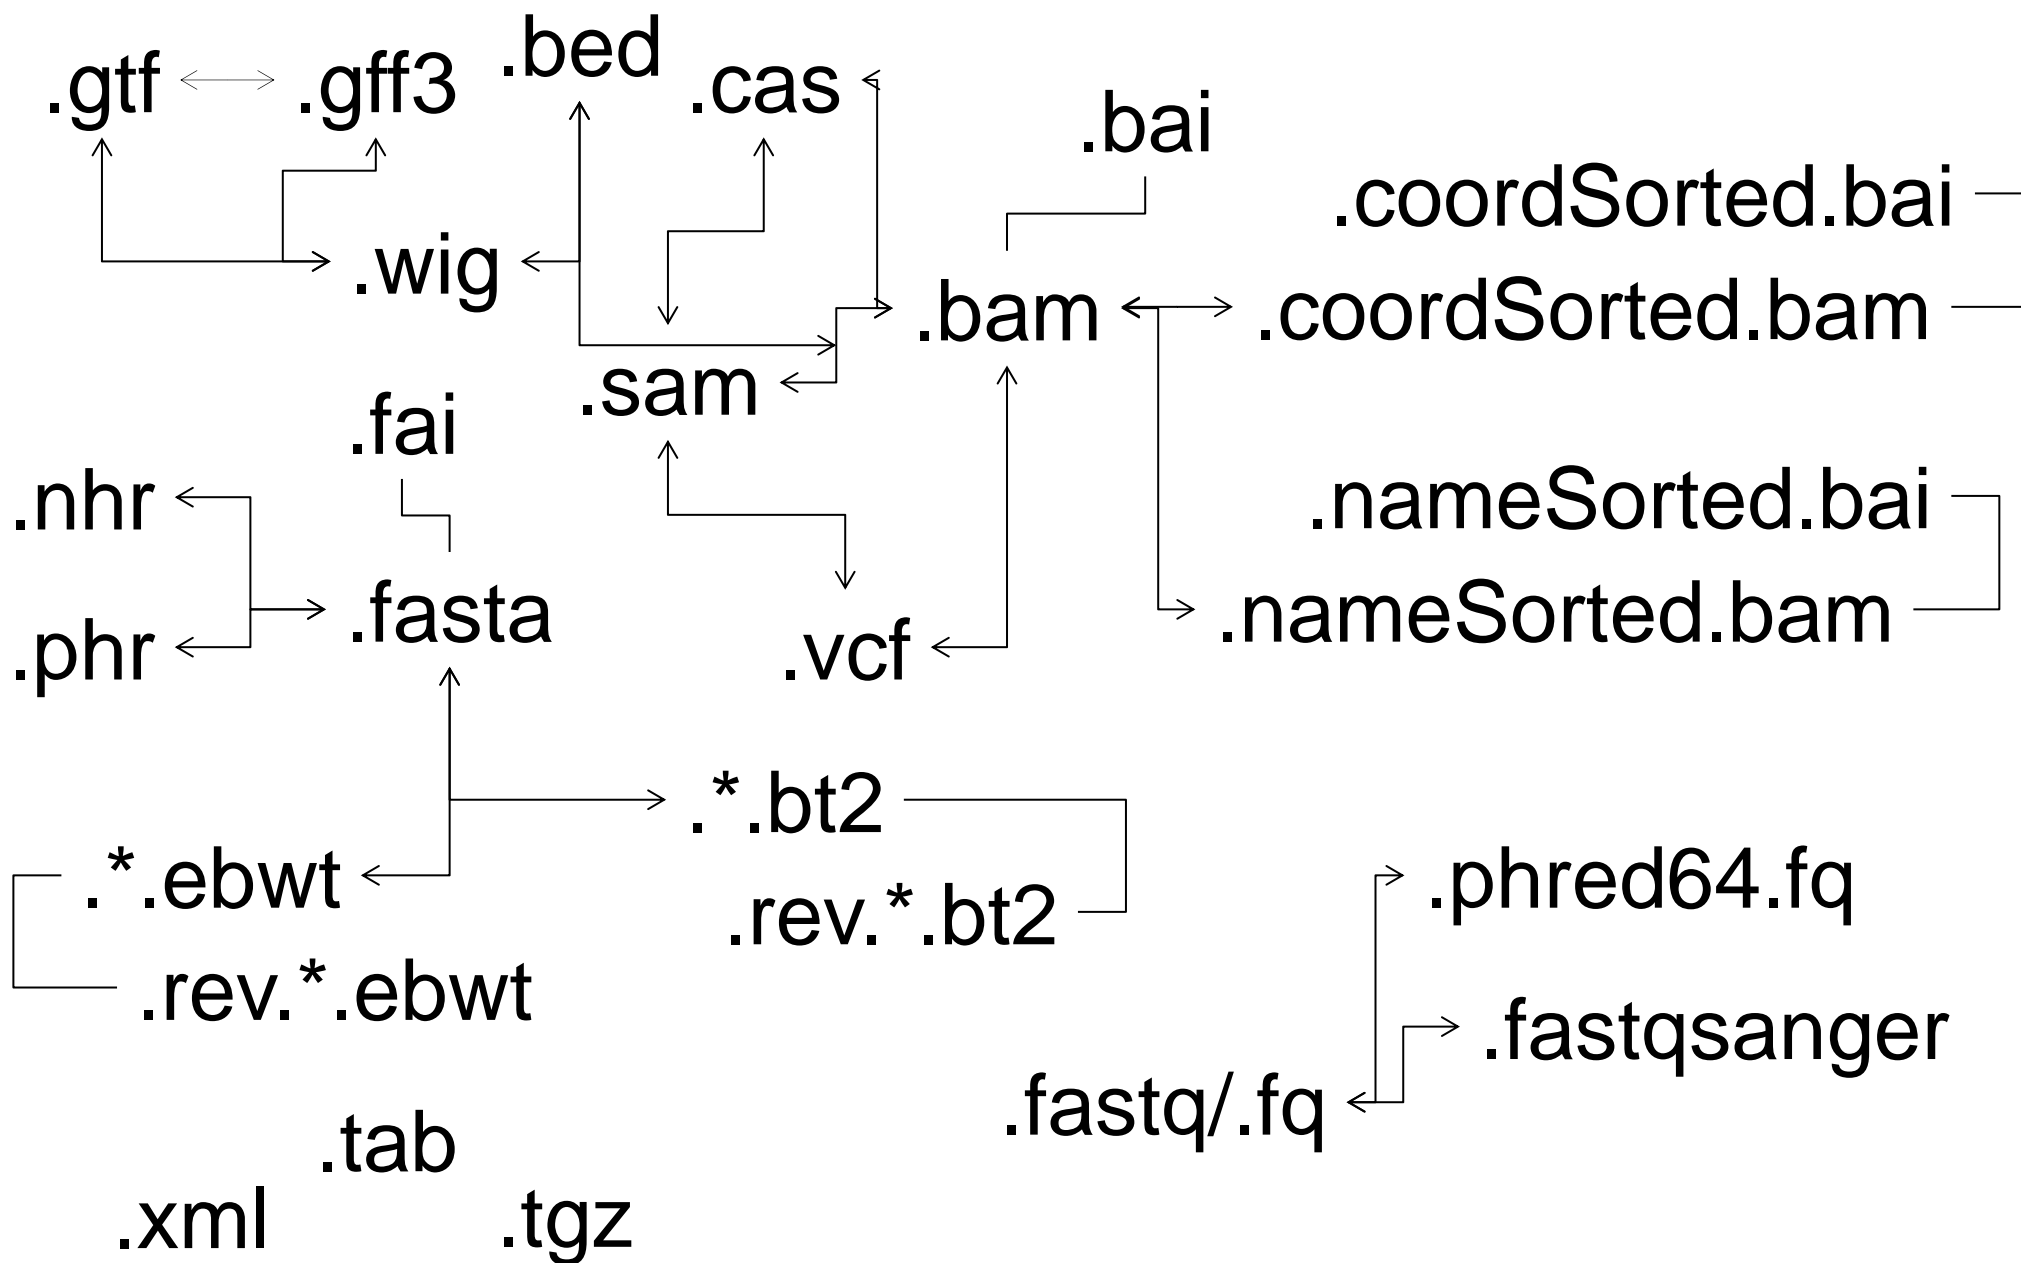 .gtf
.gff3
.bed
.cas
.bai
.coordSorted.bai
.wig
.bam
.coordSorted.bam
.sam
.fai
.nhr
.nameSorted.bai
.fasta
.nameSorted.bam
.phr
.vcf
.*.bt2
.*.ebwt
.rev.*.bt2
.phred64.fq
.rev.*.ebwt
.fastqsanger
.fastq/.fq
.tab
.xml
.tgz